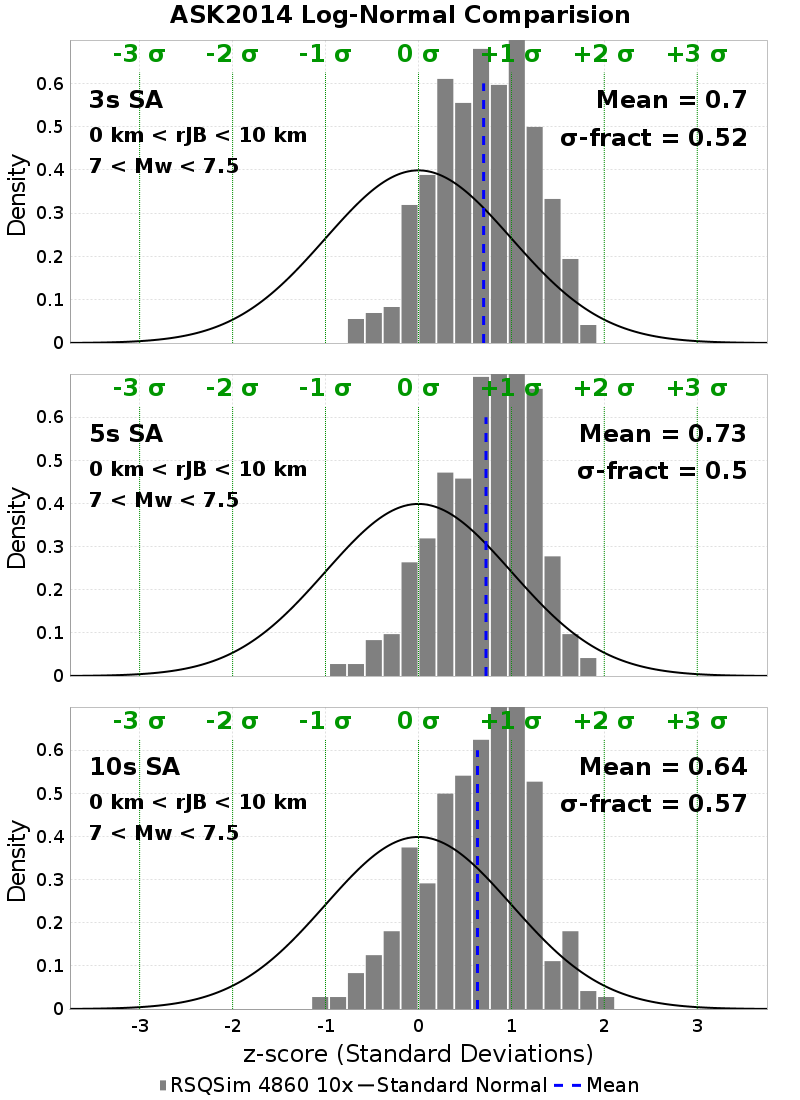 ASK2014 Log-Normal Comparision
-3 σ -2 σ -1 σ 0 σ +1 σ +2 σ +3 σ
3s SA
0 km < rJB < 10 km
7 < Mw < 7.5
Mean = 0.7
σ-fract = 0.52
Density
0.6
0.5
0.4
0.3
0.2
0.1
0
-3 σ -2 σ -1 σ 0 σ +1 σ +2 σ +3 σ
5s SA
0 km < rJB < 10 km
7 < Mw < 7.5
Mean = 0.73
σ-fract = 0.5
Density
0.6
0.5
0.4
0.3
0.2
0.1
0
-3 σ -2 σ -1 σ 0 σ +1 σ +2 σ +3 σ
10s SA
0 km < rJB < 10 km
7 < Mw < 7.5
Mean = 0.64
σ-fract = 0.57
Density
0.6
0.5
0.4
0.3
0.2
0.1
0
-3 -2 -1 0 1 2 3
z-score (Standard Deviations)
RSQSim 4860 10x Standard Normal Mean